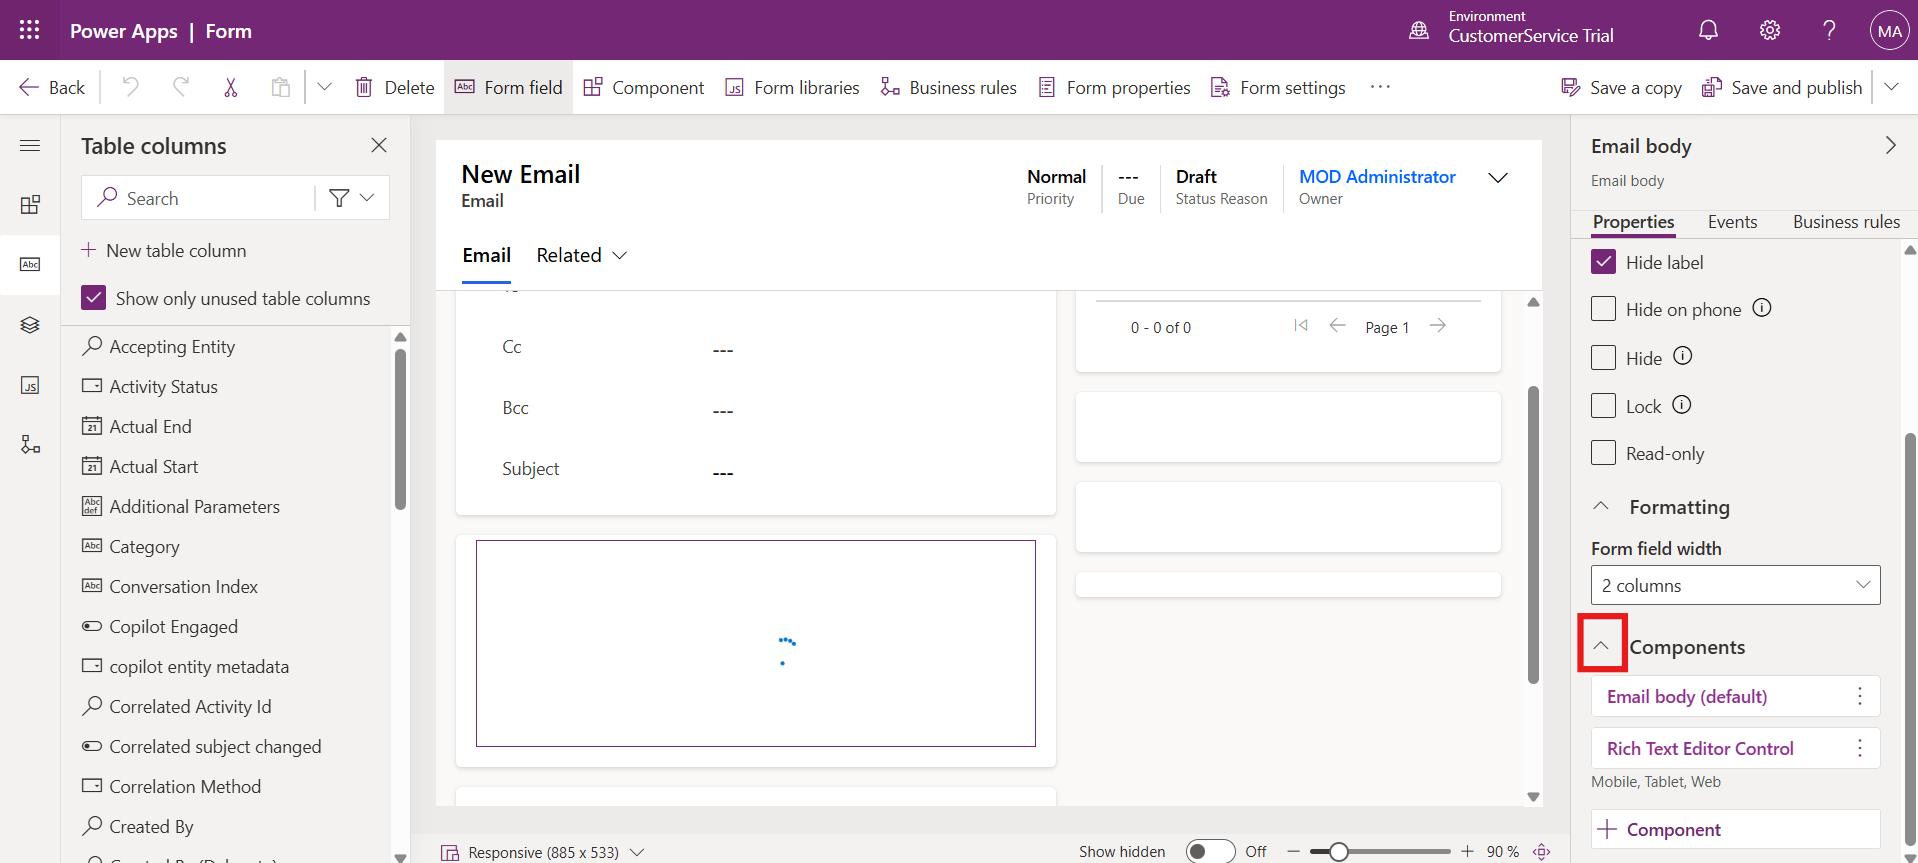 Power Apps | Form
Environment
CustomerService Trial
MA
Back
Delete
Form field
Component
Form libraries
Business rules
Form properties
Form settings
Save a copy
Save and publish
Table columns
Search
New table column
Show only unused table columns
Accepting Entity
Activity Status
Actual End
Actual Start
Additional Parameters
Category
Conversation Index
Copilot Engaged
copilot entity metadata
Correlated Activity Id
Correlated subject changed
Correlation Method
Created By
New Email
Email
Normal
Priority
---
Due
Draft
Status Reason
MOD Administrator
Owner
Email
Related
Cc
---
Bcc
---
Subject
---
0 - 0 of 0
Page 1
Responsive (885 x 533)
Show hidden
Off
90 %
Email body
Email body
Properties
Events
Business rules
Hide label
Hide on phone
Hide
Lock
Read-only
Formatting
Form field width
2 columns
Components
Email body (default)
Rich Text Editor Control
Mobile, Tablet, Web
Component